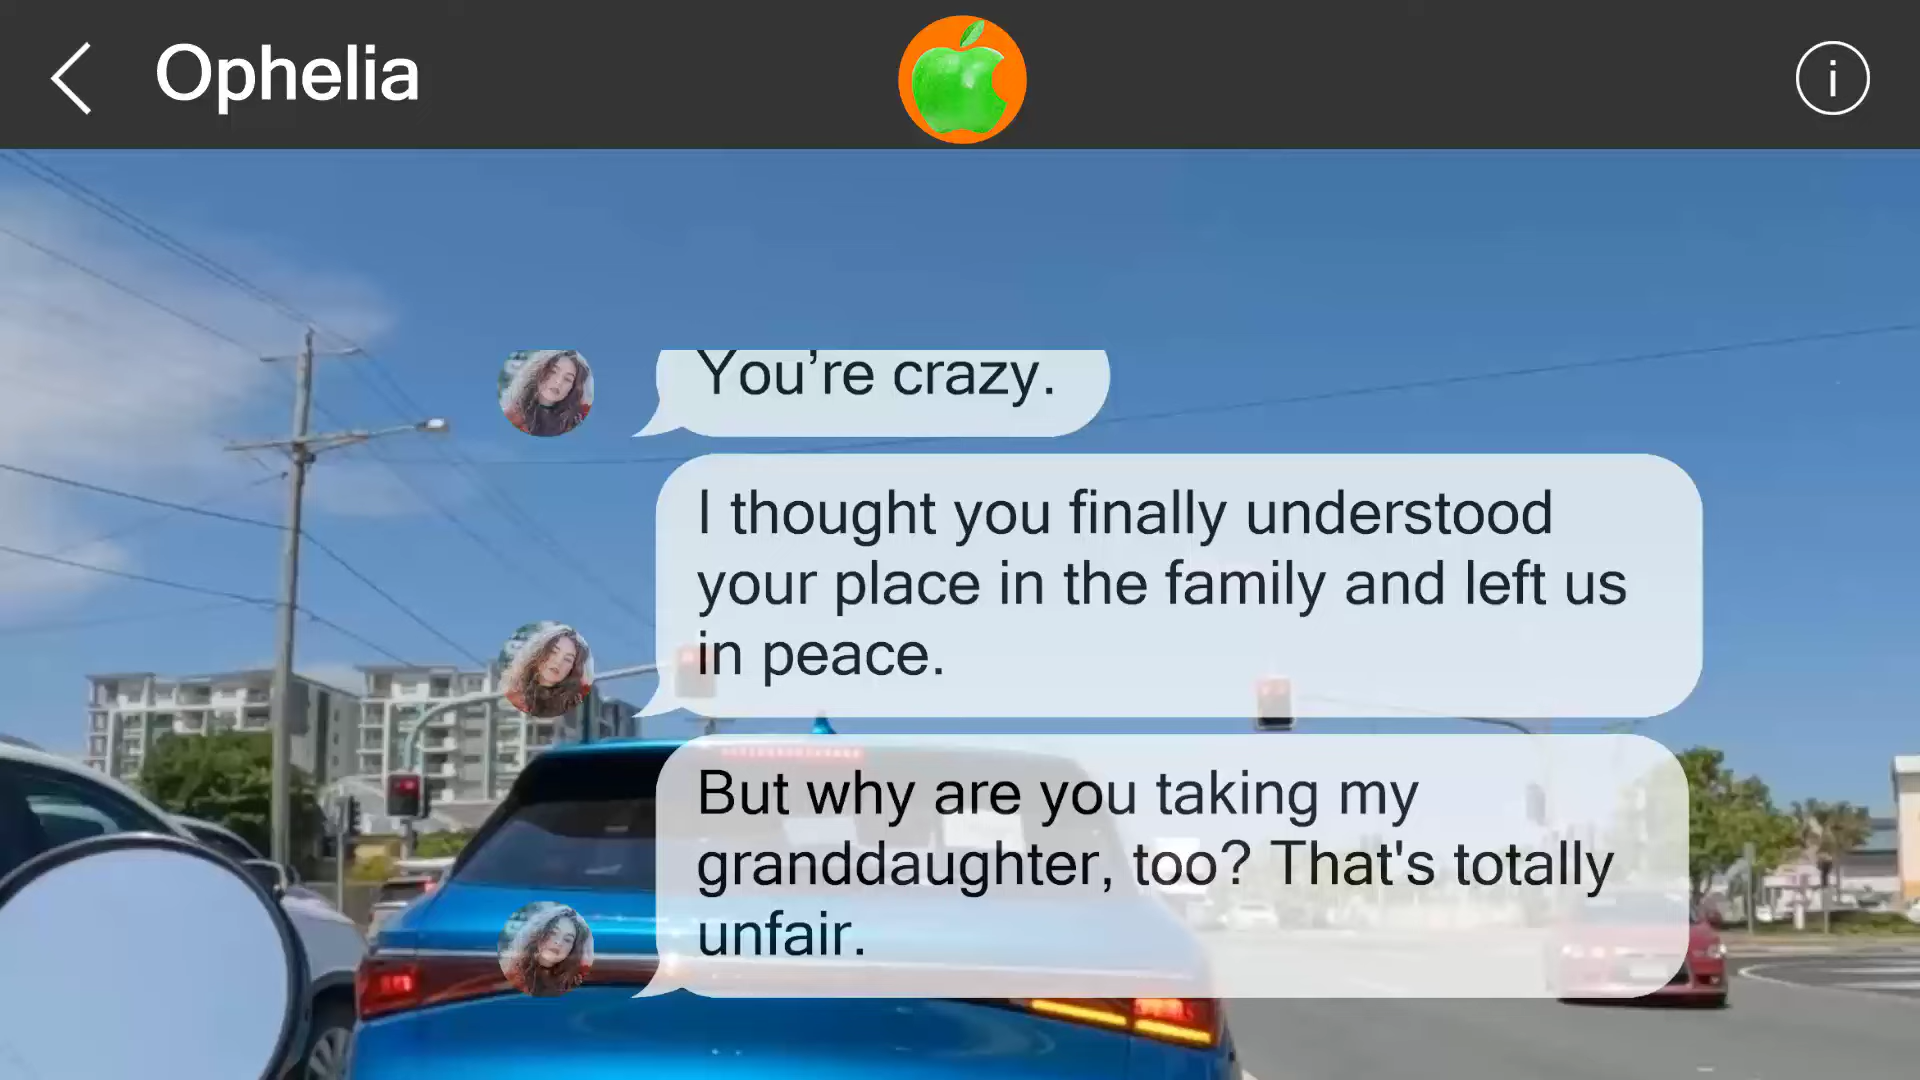 Ophelia
You’re crazy.
I thought you finally understood
your place in the family and left us
in peace.
But why are you taking my
granddaughter, too? That's totally
unfair.